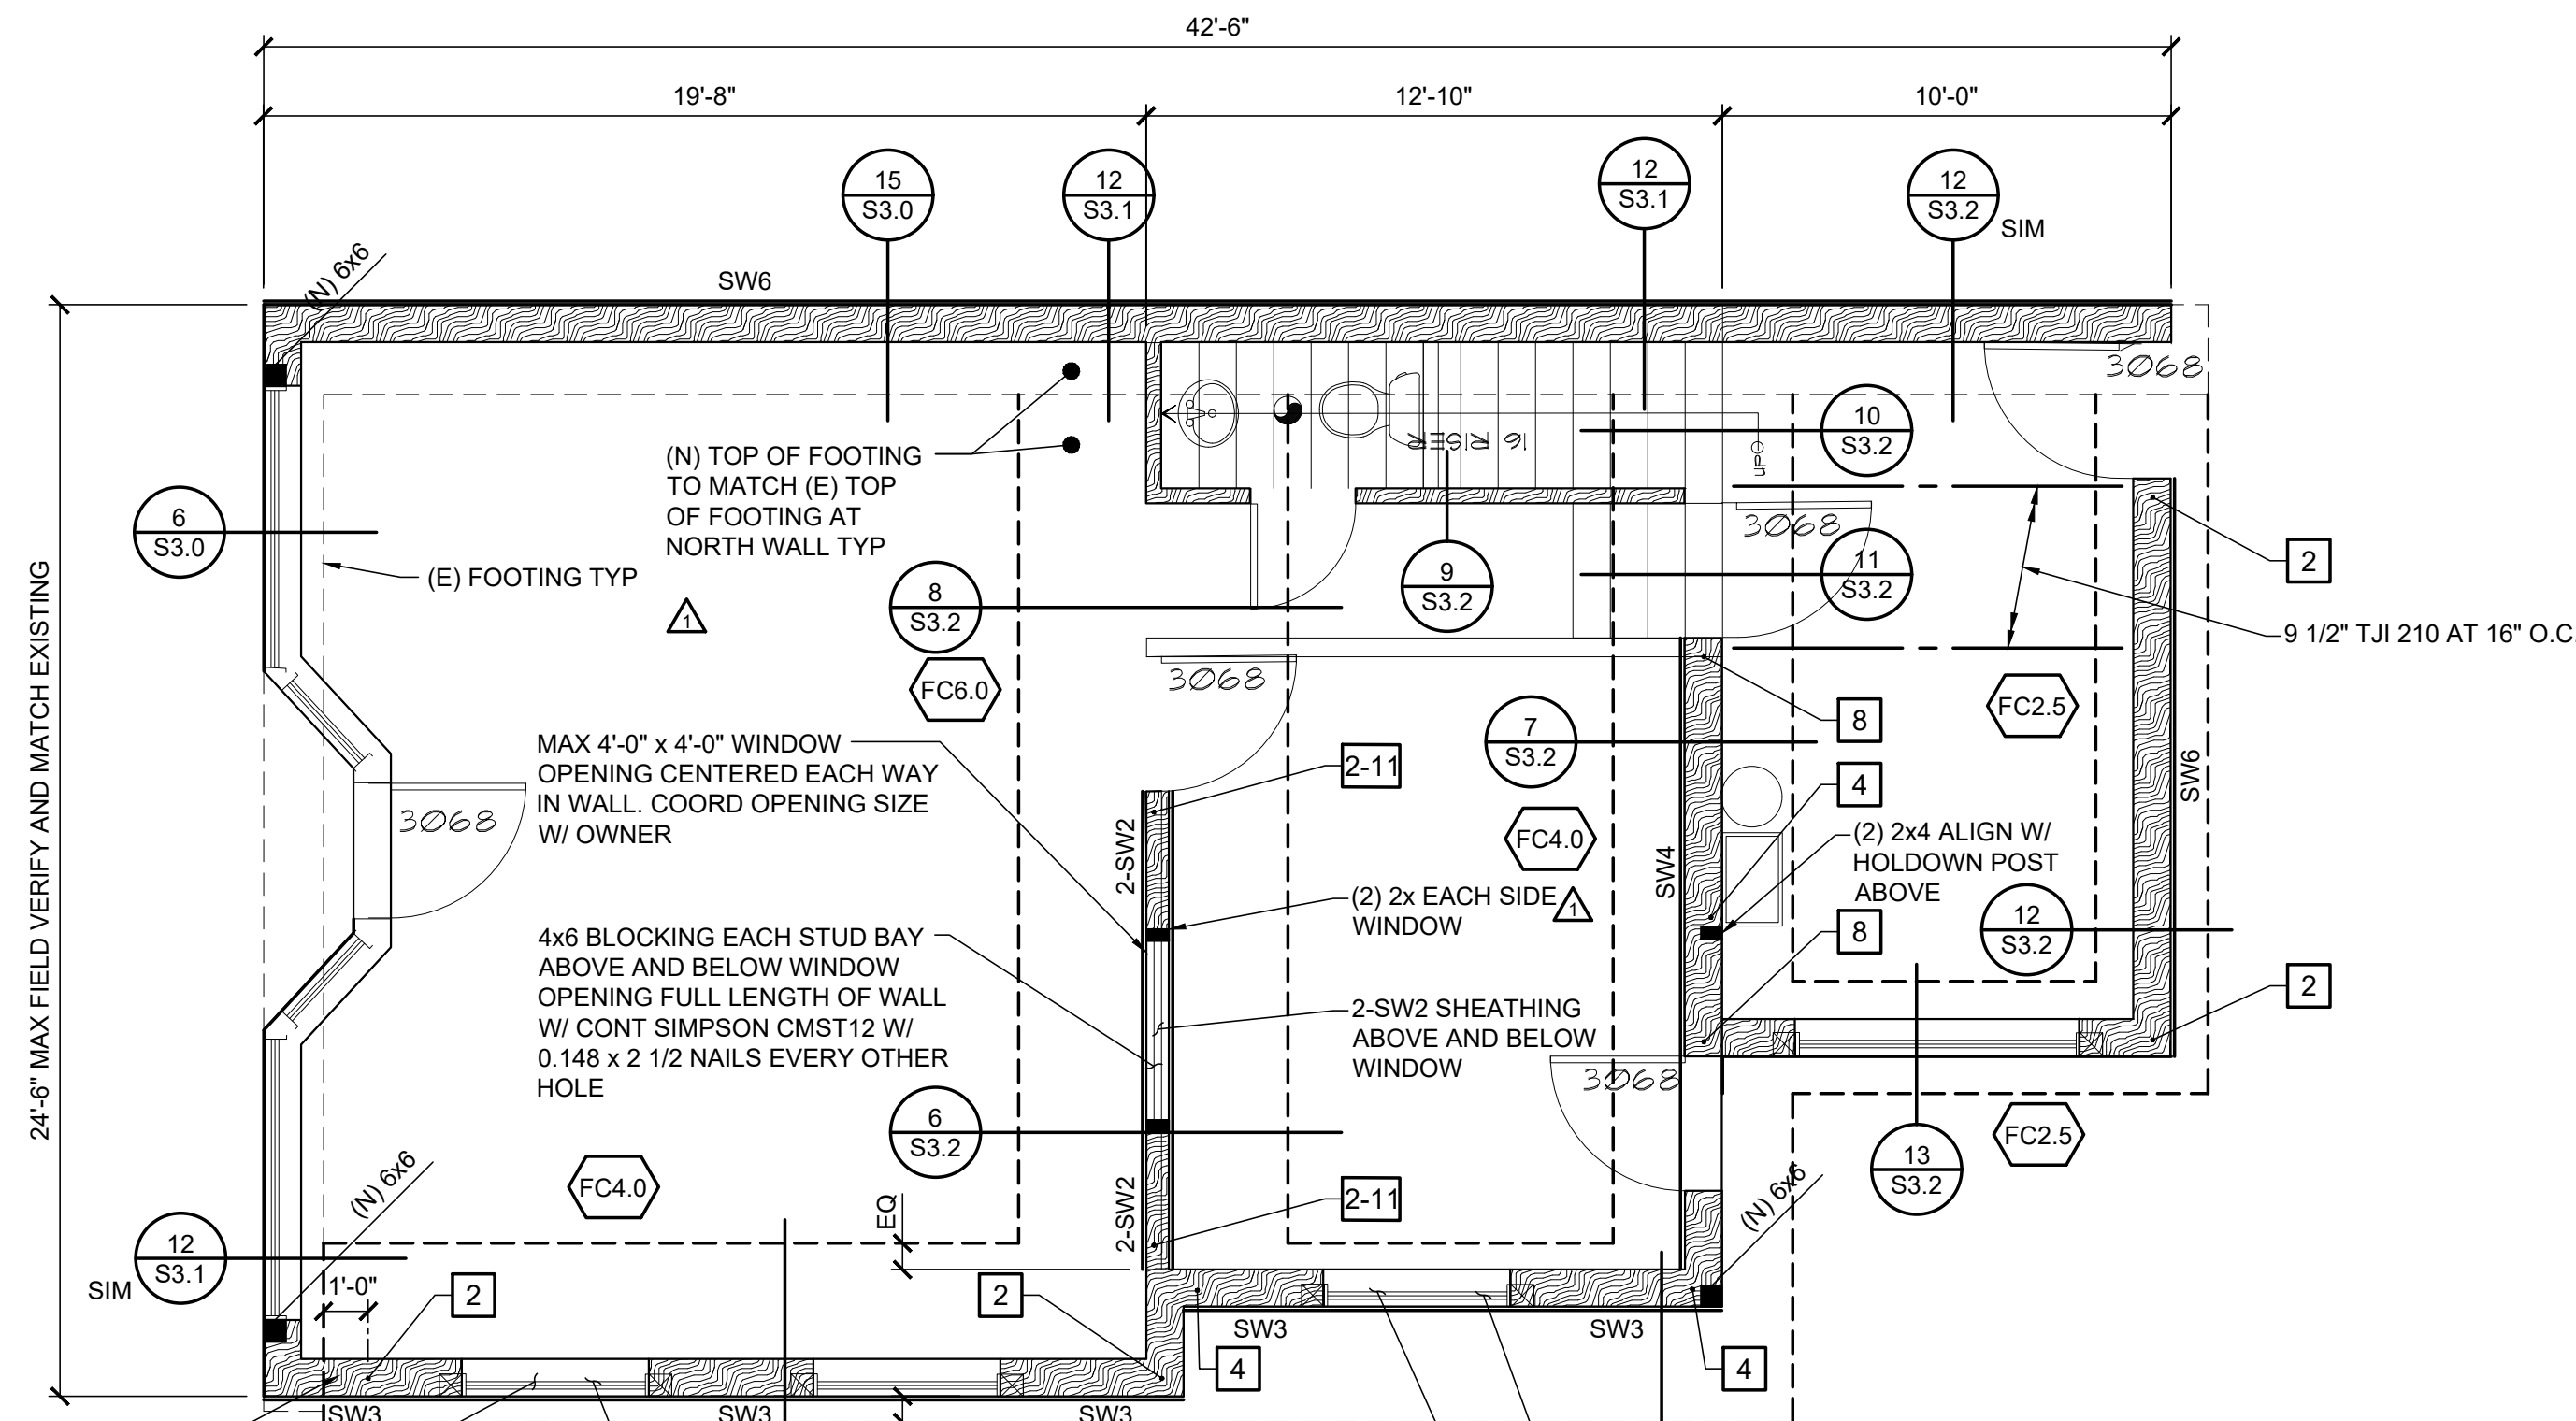 42'-6"
19'-8"
12'-10"
10'-0"
15
S3.0
12
S3.1
12
S3.1
12
S3.2
SIM
(N) 6x6
SW6
3Ø68
10
S3.2
16 RISER
UP
(N) TOP OF FOOTING
TO MATCH (E) TOP
OF FOOTING AT
NORTH WALL TYP
6
S3.0
(E) FOOTING TYP
1
8
S3.2
9
S3.2
3Ø68
11
S3.2
2
9 1/2" TJI 210 AT 16" O.C
24'-6" MAX FIELD VERIFY AND MATCH EXISTING
FC6.0
3Ø68
7
S3.2
8
FC2.5
MAX 4'-0" x 4'-0" WINDOW
OPENING CENTERED EACH WAY
IN WALL. COORD OPENING SIZE
W/ OWNER
3Ø68
2-11
4
SW6
2-SW2
FC4.0
SW4
(2) 2x4 ALIGN W/
HOLDOWN POST
ABOVE
(2) 2x EACH SIDE
WINDOW
1
12
S3.2
8
4x6 BLOCKING EACH STUD BAY
ABOVE AND BELOW WINDOW
OPENING FULL LENGTH OF WALL
W/ CONT SIMPSON CMST12 W/
0.148 x 2 1/2 NAILS EVERY OTHER
HOLE
2-SW2 SHEATHING
ABOVE AND BELOW
WINDOW
2
3Ø68
6
S3.2
FC2.5
13
S3.2
(N) 6x6
FC4.0
EQ
2-SW2
2-11
(N) 6x6
12
S3.1
SIM
1'-0"
2
2
SW3
SW3
4
4
SW3
SW3
SW3